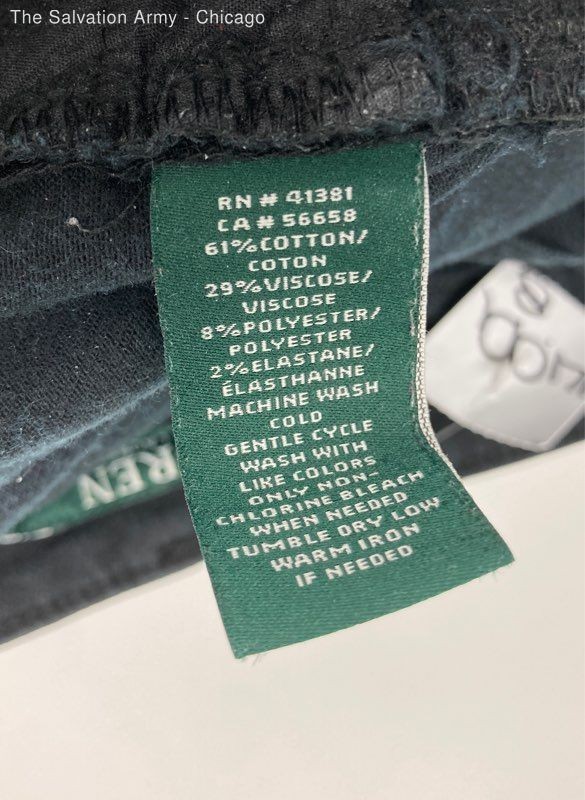 The Salvation Army - Chicago
RN # 41381
CA # 56658
61%COTTON/
COTON
29%VISCOSE/
VISCOSE
8%POLYESTER/
POLYESTER
2%ELASTANE/
ÉLASTHANNE
MACHINE WASH
COLD
GENTLE CYCLE
WASH WITH
LIKE COLORS
ONLY NON-
CHLORINE BLEACH
WHEN NEEDED
TUMBLE DRY LOW
WARM IRON
IF NEEDED
REN